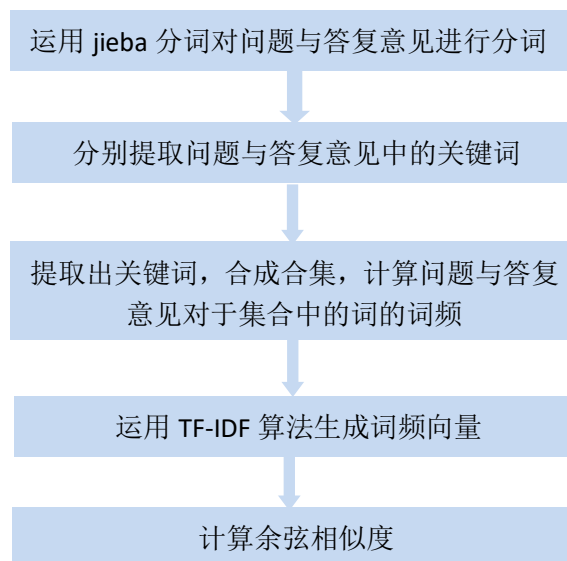 运用 jieba 分词对问题与答复意见进行分词
分别提取问题与答复意见中的关键词
提取出关键词，合成合集，计算问题与答复
意见对于集合中的词的词频
运用 TF-IDF 算法生成词频向量
计算余弦相似度